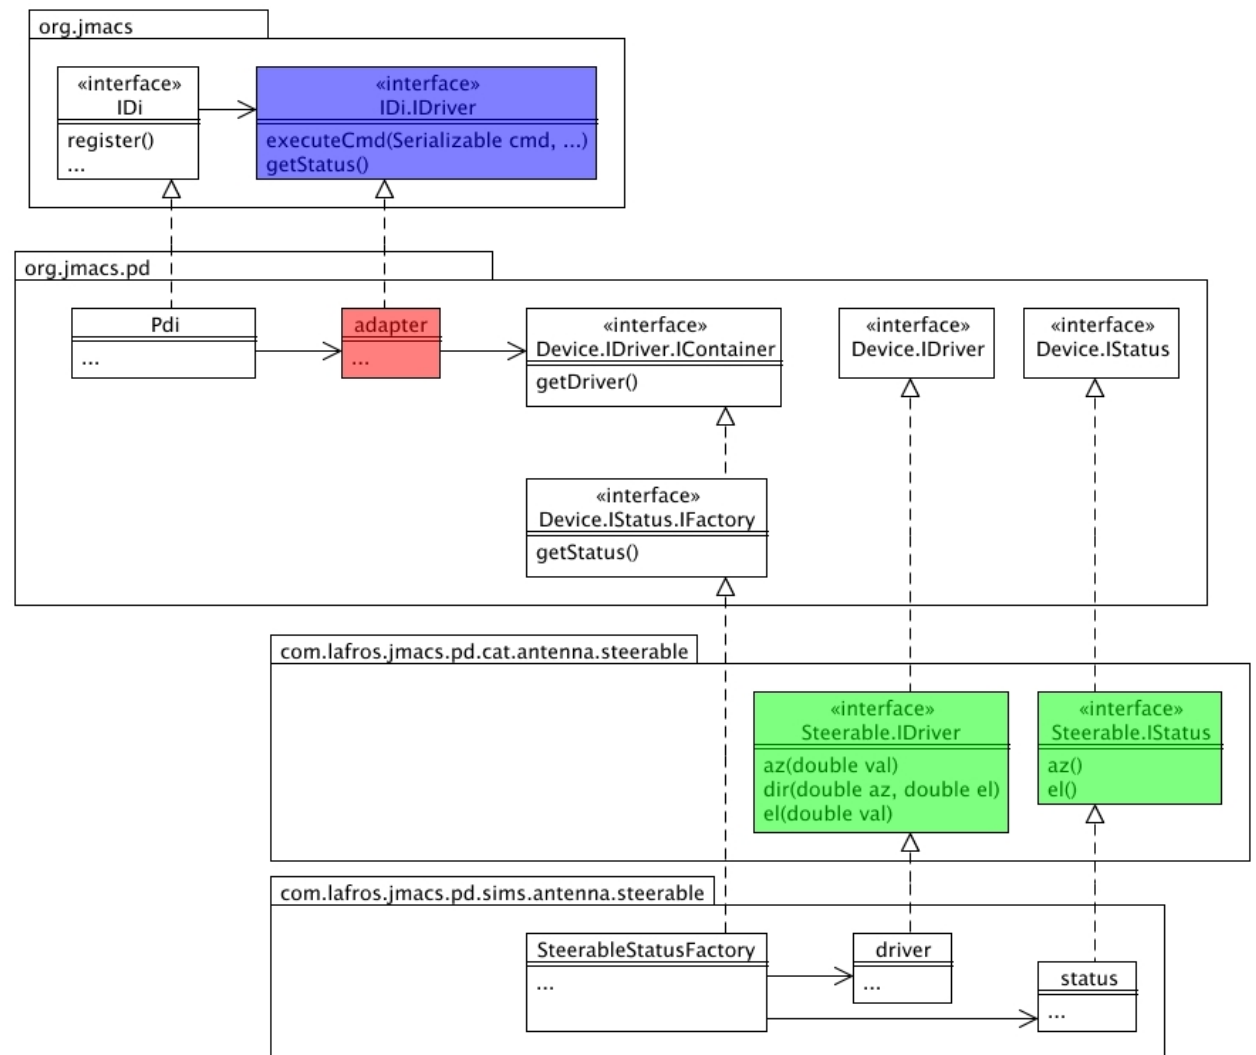 org.jmacs
«interface»
IDi
register()
...
«interface»
IDi.IDriver
executeCmd(Serializable cmd, ...)
getStatus()
org.jmacs.pd
Pdi
...
adapter
...
«interface»
Device.IDriver.IContainer
getDriver()
«interface»
Device.IDriver
«interface»
Device.IStatus
«interface»
Device.IStatus.IFactory
getStatus()
com.lafros.jmacs.pd.cat.antenna.steerable
«interface»
Steerable.IDriver
az(double val)
dir(double az, double el)
el(double val)
«interface»
Steerable.IStatus
az()
el()
com.lafros.jmacs.pd.sims.antenna.steerable
SteerableStatusFactory
...
driver
...
status
...